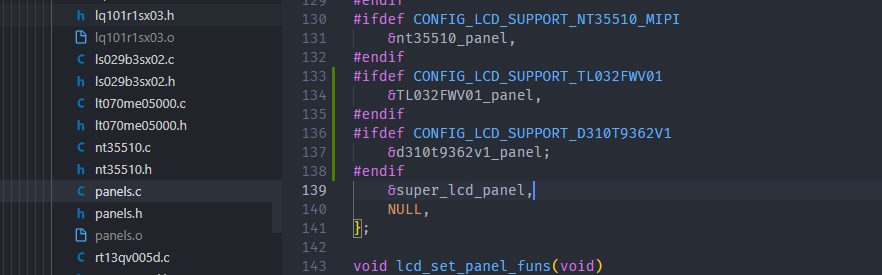 lq101r1sx03.h
lq101r1sx03.o
ls029b3sx02.c
ls029b3sx02.h
lt070me05000.c
lt070me05000.h
nt35510.c
nt35510.h
panels.c
panels.h
panels.o
rt13qv005d.c
129 #endif
130 #ifdef CONFIG_LCD_SUPPORT_NT35510_MIPI
131     &nt35510_panel,
132 #endif
133 #ifdef CONFIG_LCD_SUPPORT_TL032FWV01
134     &TL032FWV01_panel,
135 #endif
136 #ifdef CONFIG_LCD_SUPPORT_D310T9362V1
137     &d310t9362v1_panel;
138 #endif
139     &super_lcd_panel,
140     NULL,
141 };
142
143 void lcd_set_panel_funs(void)